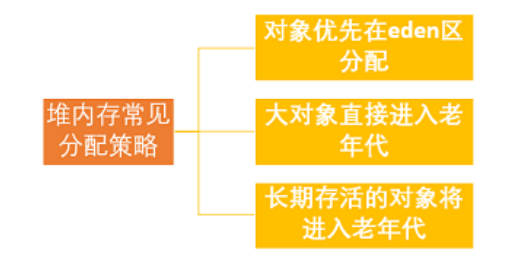 堆内存常见
分配策略
对象优先在eden区
分配
大对象直接进入老
年代
长期存活的对象将
进入老年代